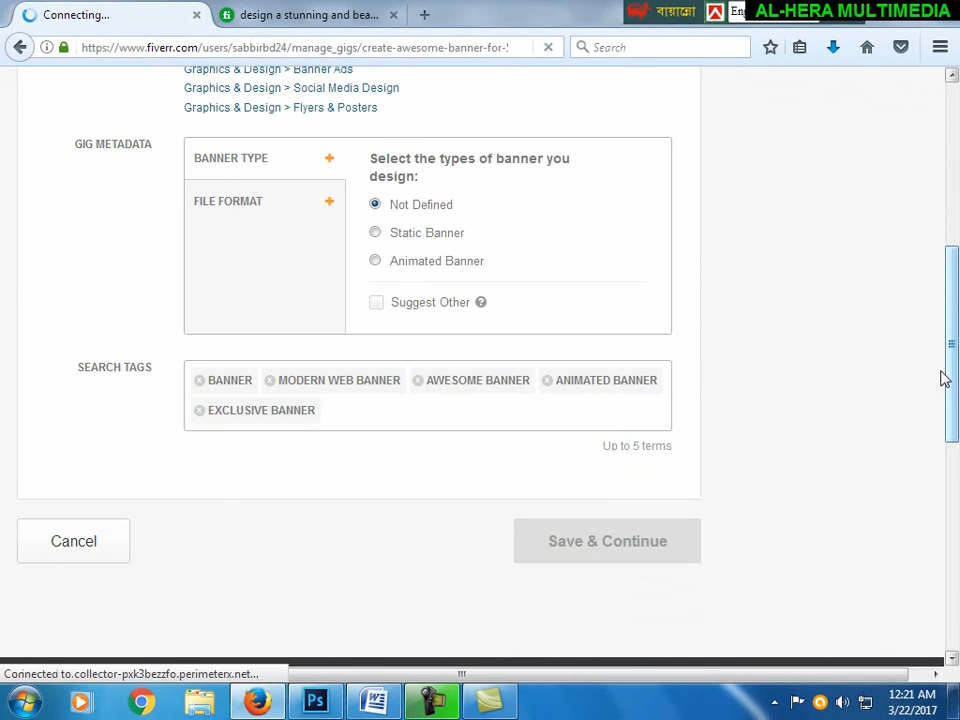 Connecting...
design a stunning and bea...
বায়ান্নো
Eng
AL-HERA MULTIMEDIA
https://www.fiverr.com/users/sabbirbd24/manage_gigs/create-awesome-banner-for-
Search
Graphics & Design > Banner Ads
Graphics & Design > Social Media Design
Graphics & Design > Flyers & Posters
GIG METADATA
BANNER TYPE
Select the types of banner you
design:
FILE FORMAT
Not Defined
Static Banner
Animated Banner
Suggest Other ?
SEARCH TAGS
BANNER
MODERN WEB BANNER
AWESOME BANNER
ANIMATED BANNER
EXCLUSIVE BANNER
Up to 5 terms
Cancel
Save & Continue
Connected to collector-pxk3bezzfo.perimeterx.net...
Ps
12:21 AM
3/22/2017